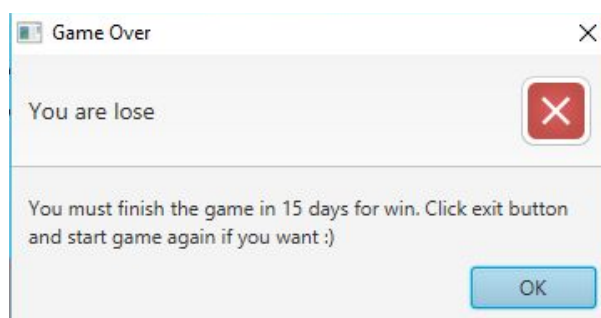 Game Over
You are lose
You must finish the game in 15 days for win. Click exit button
and start game again if you want :)
OK